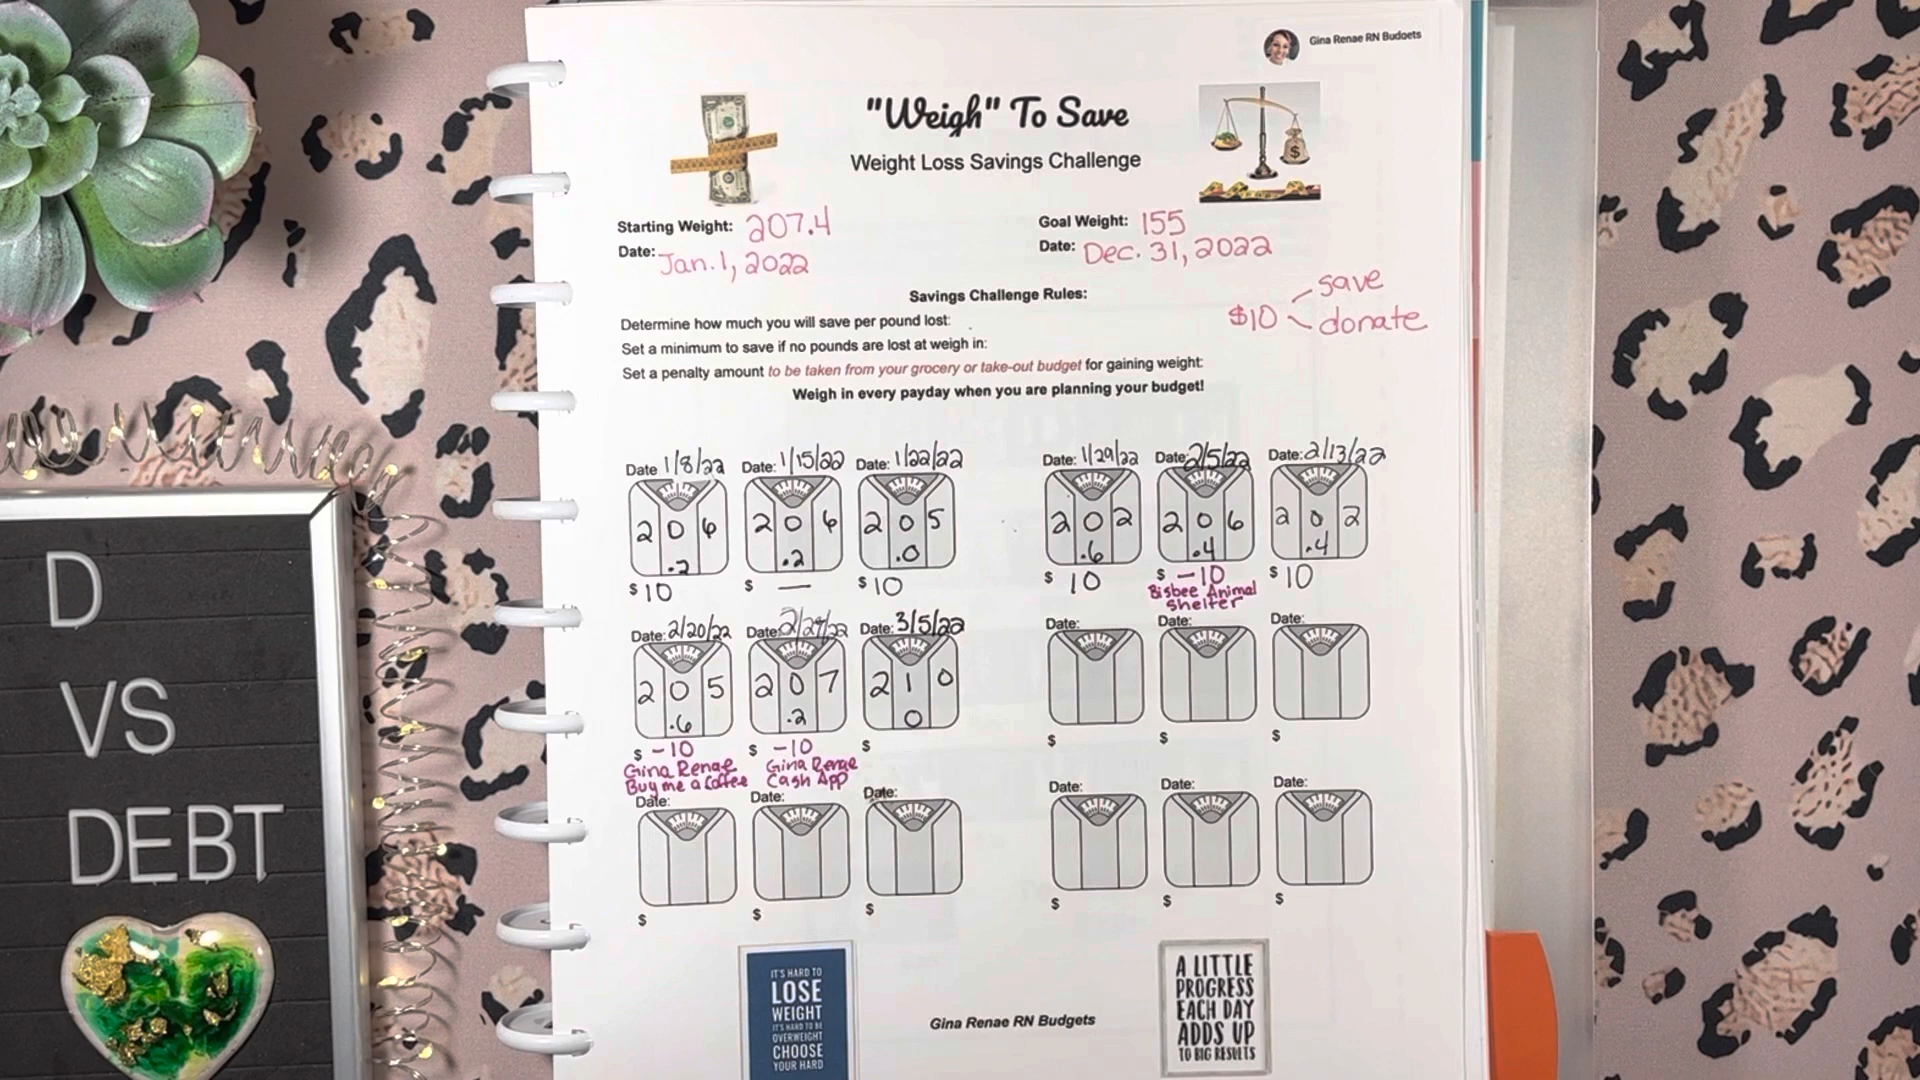 Gina Renae RN Budgets
"Weigh" To Save
Weight Loss Savings Challenge
Starting Weight: 207.4
Date: Jan. 1, 2022
Goal Weight: 155
Date: Dec. 31, 2022
Savings Challenge Rules:
$10 save
donate
Determine how much you will save per pound lost:
Set a minimum to save if no pounds are lost at weigh in:
Set a penalty amount to be taken from your grocery or take-out budget for gaining weight:
Weigh in every payday when you are planning your budget!
Date 1/8/22 Date: 1/15/22 Date: 1/22/22 Date: 1/29/22 Date: 2/5/22 Date: 2/13/22
206 206 205 202 206 202
.2 .2 .0 .6 .4 .4
$ 10 $ — $ 10 $ 10 $ -10 $ 10
Bisbee Animal
Shelter
Date: 2/20/22 Date: Date: 3/5/22 Date: Date: Date:
205 207 210
.6 .2 0
$ -10 $ -10 $ $ $ $
Gina Renae Gina Renae
Buy me a Coffee Cash App
Date: Date: Date: Date: Date: Date:
$ $ $ $ $ $
D
VS
DEBT
IT'S HARD TO
LOSE
WEIGHT
IT'S HARD TO BE
OVERWEIGHT
CHOOSE
YOUR HARD
Gina Renae RN Budgets
A LITTLE
PROGRESS
EACH DAY
ADDS UP
TO BIG RESULTS